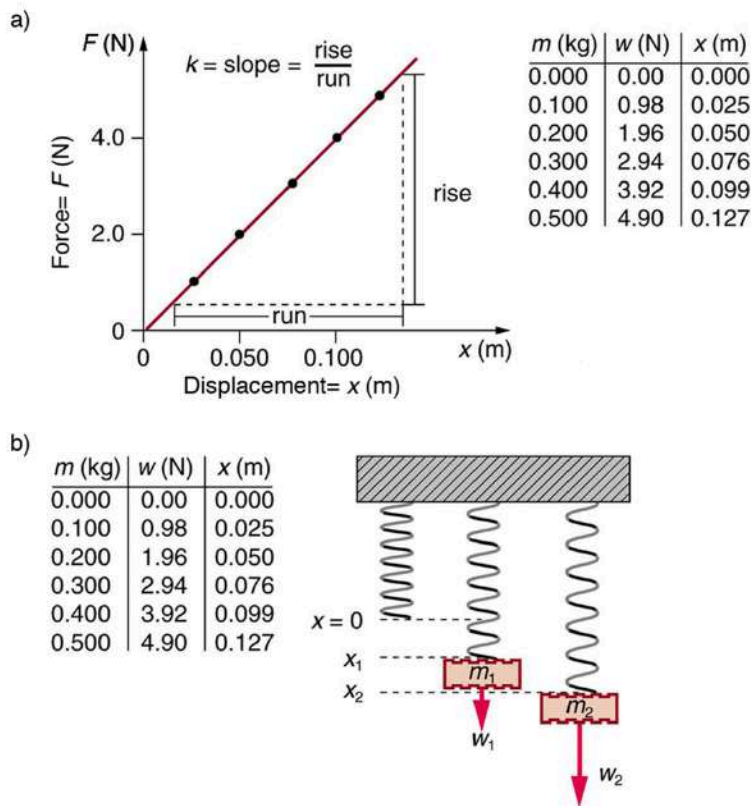 a)
F (N)
k = slope = rise
run
4.0
2.0
0
Force= F (N)
rise
run
0
0.050
0.100
x (m)
Displacement= x (m)
m (kg) w (N) x (m)
0.000 0.00 0.000
0.100 0.98 0.025
0.200 1.96 0.050
0.300 2.94 0.076
0.400 3.92 0.099
0.500 4.90 0.127
b)
m (kg) w (N) x (m)
0.000 0.00 0.000
0.100 0.98 0.025
0.200 1.96 0.050
0.300 2.94 0.076
0.400 3.92 0.099
0.500 4.90 0.127
x = 0
x₁
x₂
m₁
m₂
w₁
w₂